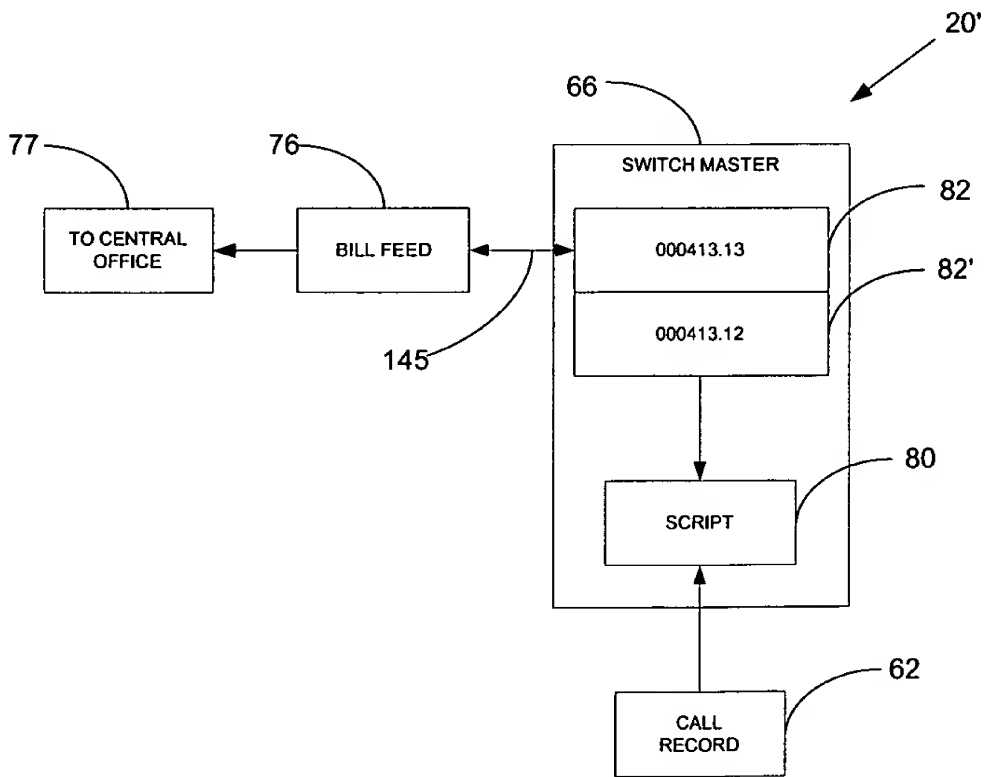 20'
66
77
76
SWITCH MASTER
82
TO CENTRAL
OFFICE
BILL FEED
000413.13
82'
000413.12
145
80
SCRIPT
62
CALL
RECORD